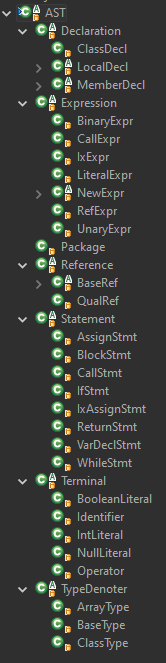 AST
Declaration
ClassDecl
LocalDecl
MemberDecl
Expression
BinaryExpr
CallExpr
IxExpr
LiteralExpr
NewExpr
RefExpr
UnaryExpr
Package
Reference
BaseRef
QualRef
Statement
AssignStmt
BlockStmt
CallStmt
IfStmt
IxAssignStmt
ReturnStmt
VarDeclStmt
WhileStmt
Terminal
BooleanLiteral
Identifier
IntLiteral
NullLiteral
Operator
TypeDenoter
ArrayType
BaseType
ClassType